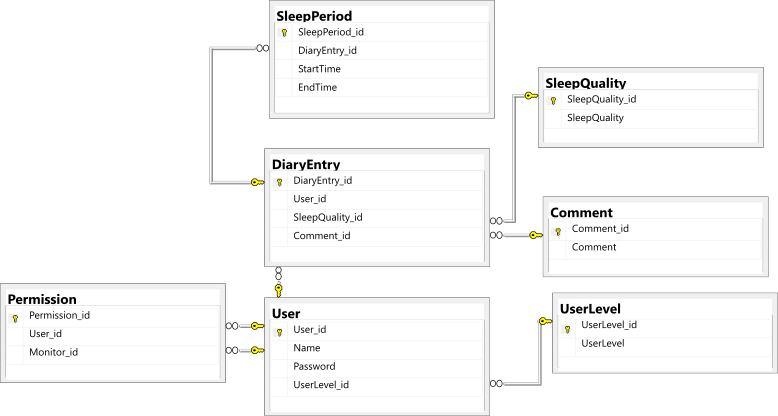 SleepPeriod
SleepPeriod_id
DiaryEntry_id
StartTime
EndTime
SleepQuality
SleepQuality_id
SleepQuality
DiaryEntry
DiaryEntry_id
User_id
SleepQuality_id
Comment_id
Comment
Comment_id
Comment
Permission
Permission_id
User_id
Monitor_id
User
User_id
Name
Password
UserLevel_id
UserLevel
UserLevel_id
UserLevel